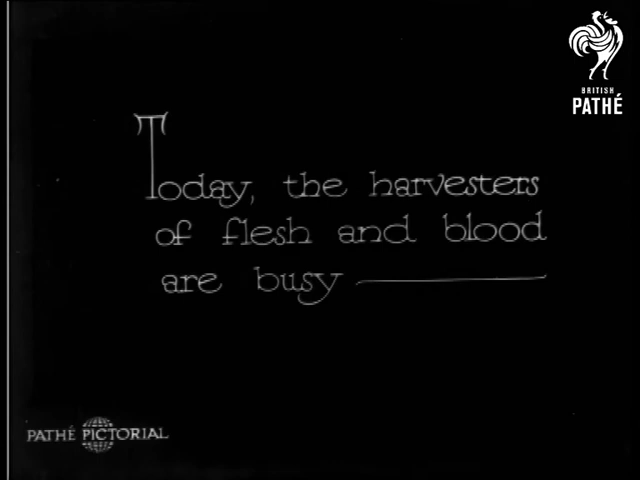 BRITISH
PATHÉ
Today, the harvesters
of flesh and blood
are busy ———
PATHÉ PICTORIAL